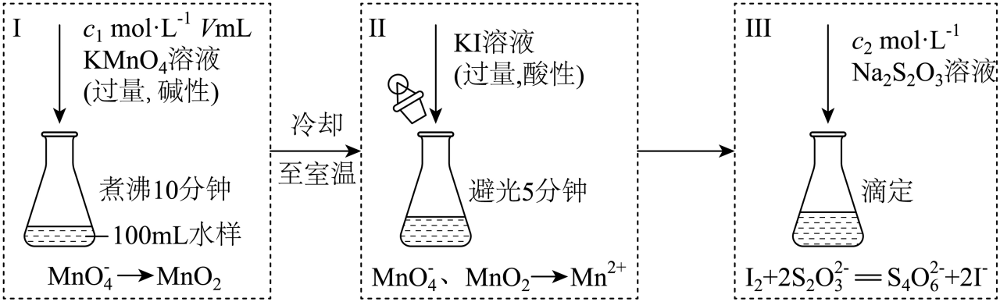 I
c₁ mol·L⁻¹ VmL
KMnO₄溶液
(过量, 碱性)
煮沸10分钟
100mL水样
MnO₄⁻→MnO₂
冷却
至室温
II
KI溶液
(过量,酸性)
避光5分钟
MnO₄⁻、MnO₂→Mn²⁺
III
c₂ mol·L⁻¹
Na₂S₂O₃溶液
滴定
I₂+2S₂O₃²⁻═S₄O₆²⁻+2I⁻